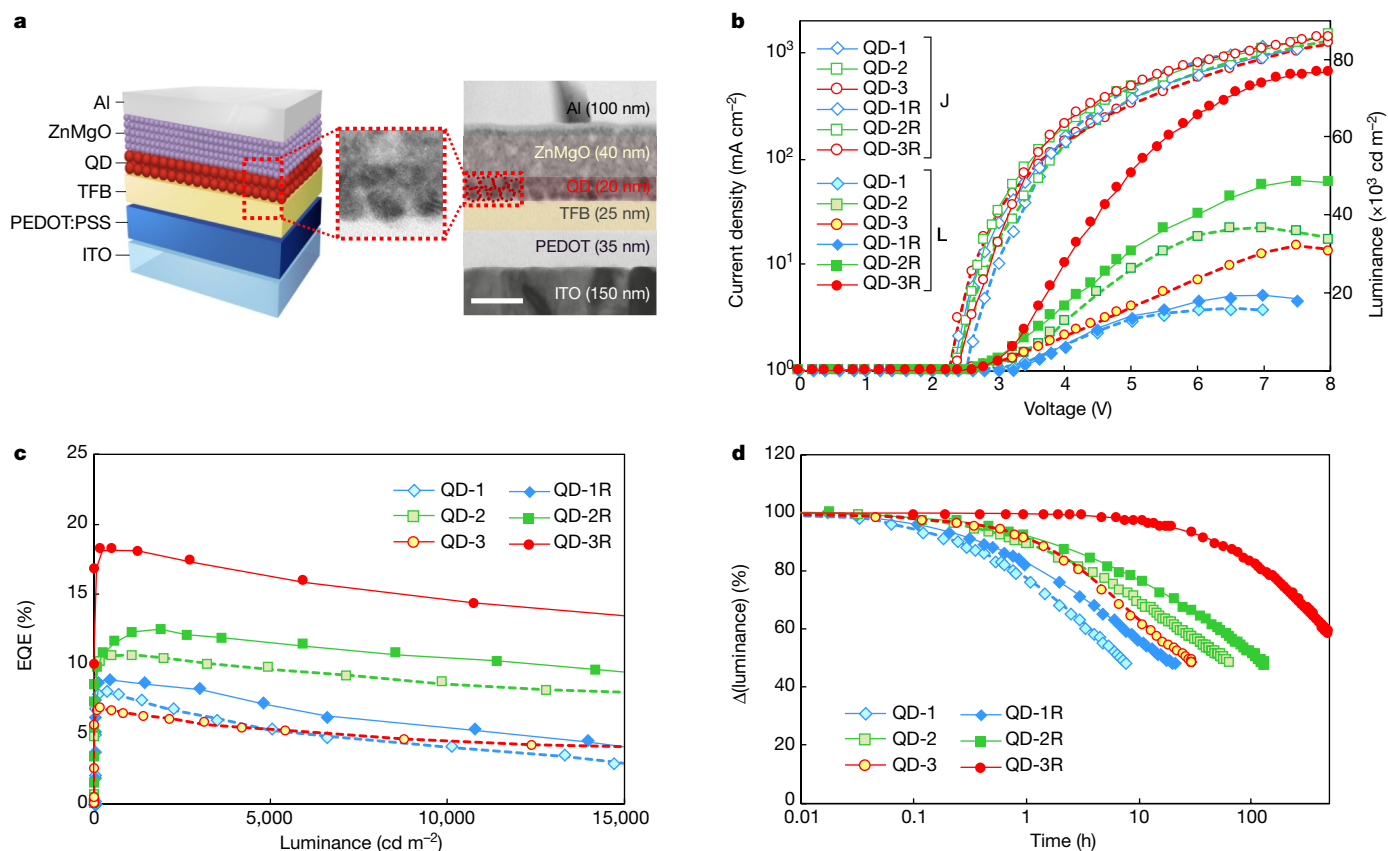 a
Al
ZnMgO
QD
TFB
PEDOT:PSS
ITO
Al (100 nm)
ZnMgO (40 nm)
QD (20 nm)
TFB (25 nm)
PEDOT (35 nm)
ITO (150 nm)
b
QD-1
QD-2
QD-3
QD-1R
QD-2R
QD-3R
J
QD-1
QD-2
QD-3
QD-1R
QD-2R
QD-3R
L
10³
10²
10¹
10⁰
Current density (mA cm⁻²)
80
60
40
20
Luminance (×10³ cd m⁻²)
0 1 2 3 4 5 6 7 8
Voltage (V)
c
25
20
15
10
5
0
EQE (%)
QD-1 QD-1R
QD-2 QD-2R
QD-3 QD-3R
0 5,000 10,000 15,000
Luminance (cd m⁻²)
d
120
100
80
60
40
20
0
Δ(luminance) (%)
QD-1 QD-1R
QD-2 QD-2R
QD-3 QD-3R
0.01 0.1 1 10 100
Time (h)